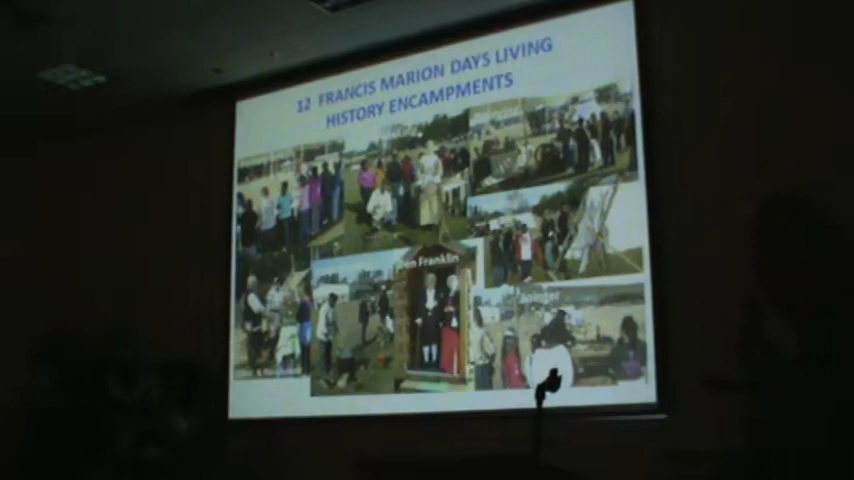 12 FRANCIS MARION DAYS LIVING
HISTORY ENCAMPMENTS
Ben Franklin